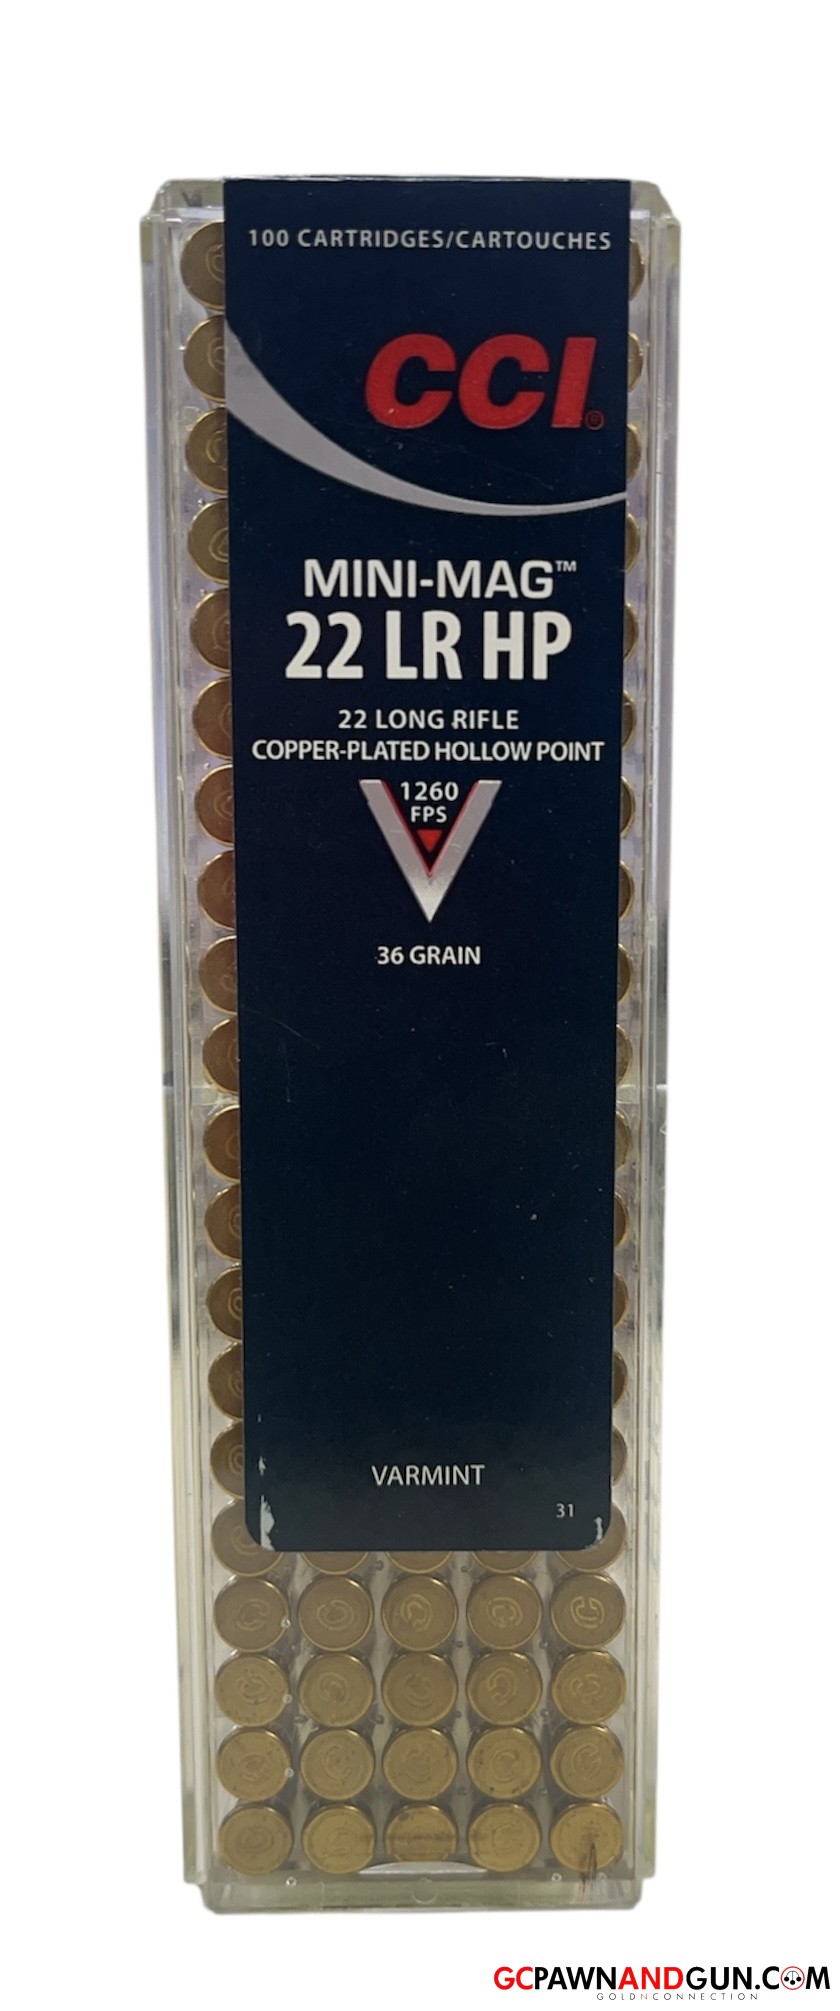 100 CARTRIDGES/CARTOUCHES
CCI®
MINI-MAG™
22 LR HP
22 LONG RIFLE
COPPER-PLATED HOLLOW POINT
1260
FPS
36 GRAIN
VARMINT
31
GCPAWNANDGUN.COM
GOLDNCONNECTION